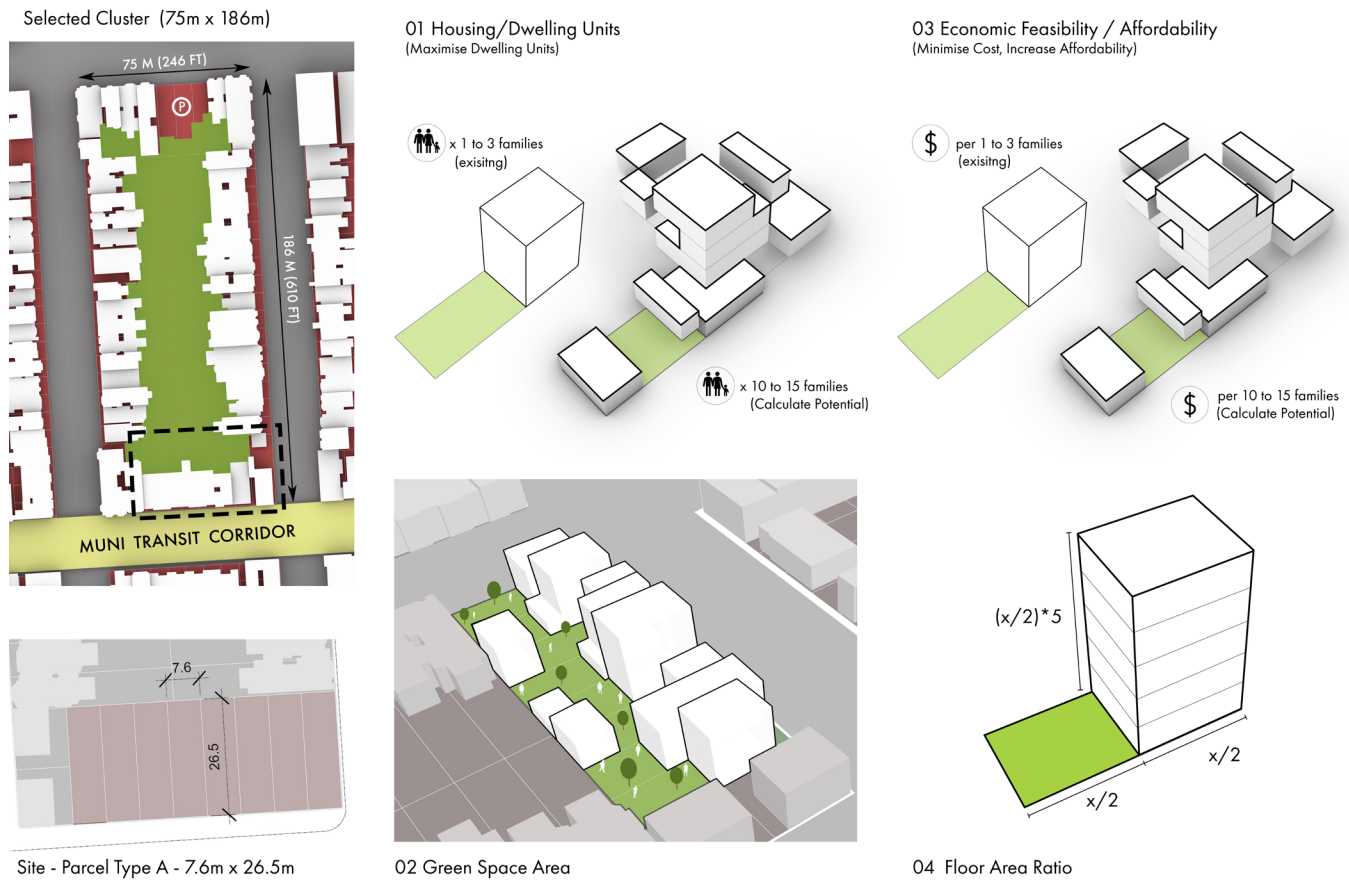 Selected Cluster (75m x 186m)
75 M (246 FT)
P
186 M (610 FT)
MUNI TRANSIT CORRIDOR
7.6
26.5
Site - Parcel Type A - 7.6m x 26.5m
01 Housing/Dwelling Units
(Maximise Dwelling Units)
x 1 to 3 families
(exisitng)
x 10 to 15 families
(Calculate Potential)
02 Green Space Area
03 Economic Feasibility / Affordability
(Minimise Cost, Increase Affordability)
$
per 1 to 3 families
(exisitng)
$
per 10 to 15 families
(Calculate Potential)
(x/2)*5
x/2
x/2
04 Floor Area Ratio